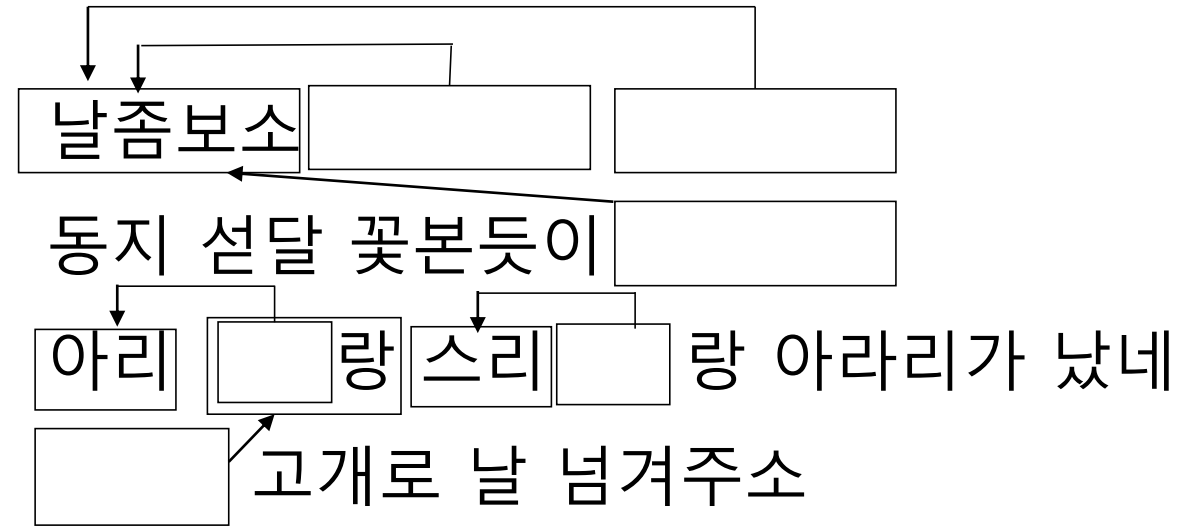 날좀보소
동지 섣달 꽃본듯이
아리 랑 스리 랑 아라리가 났네
고개로 날 넘겨주소